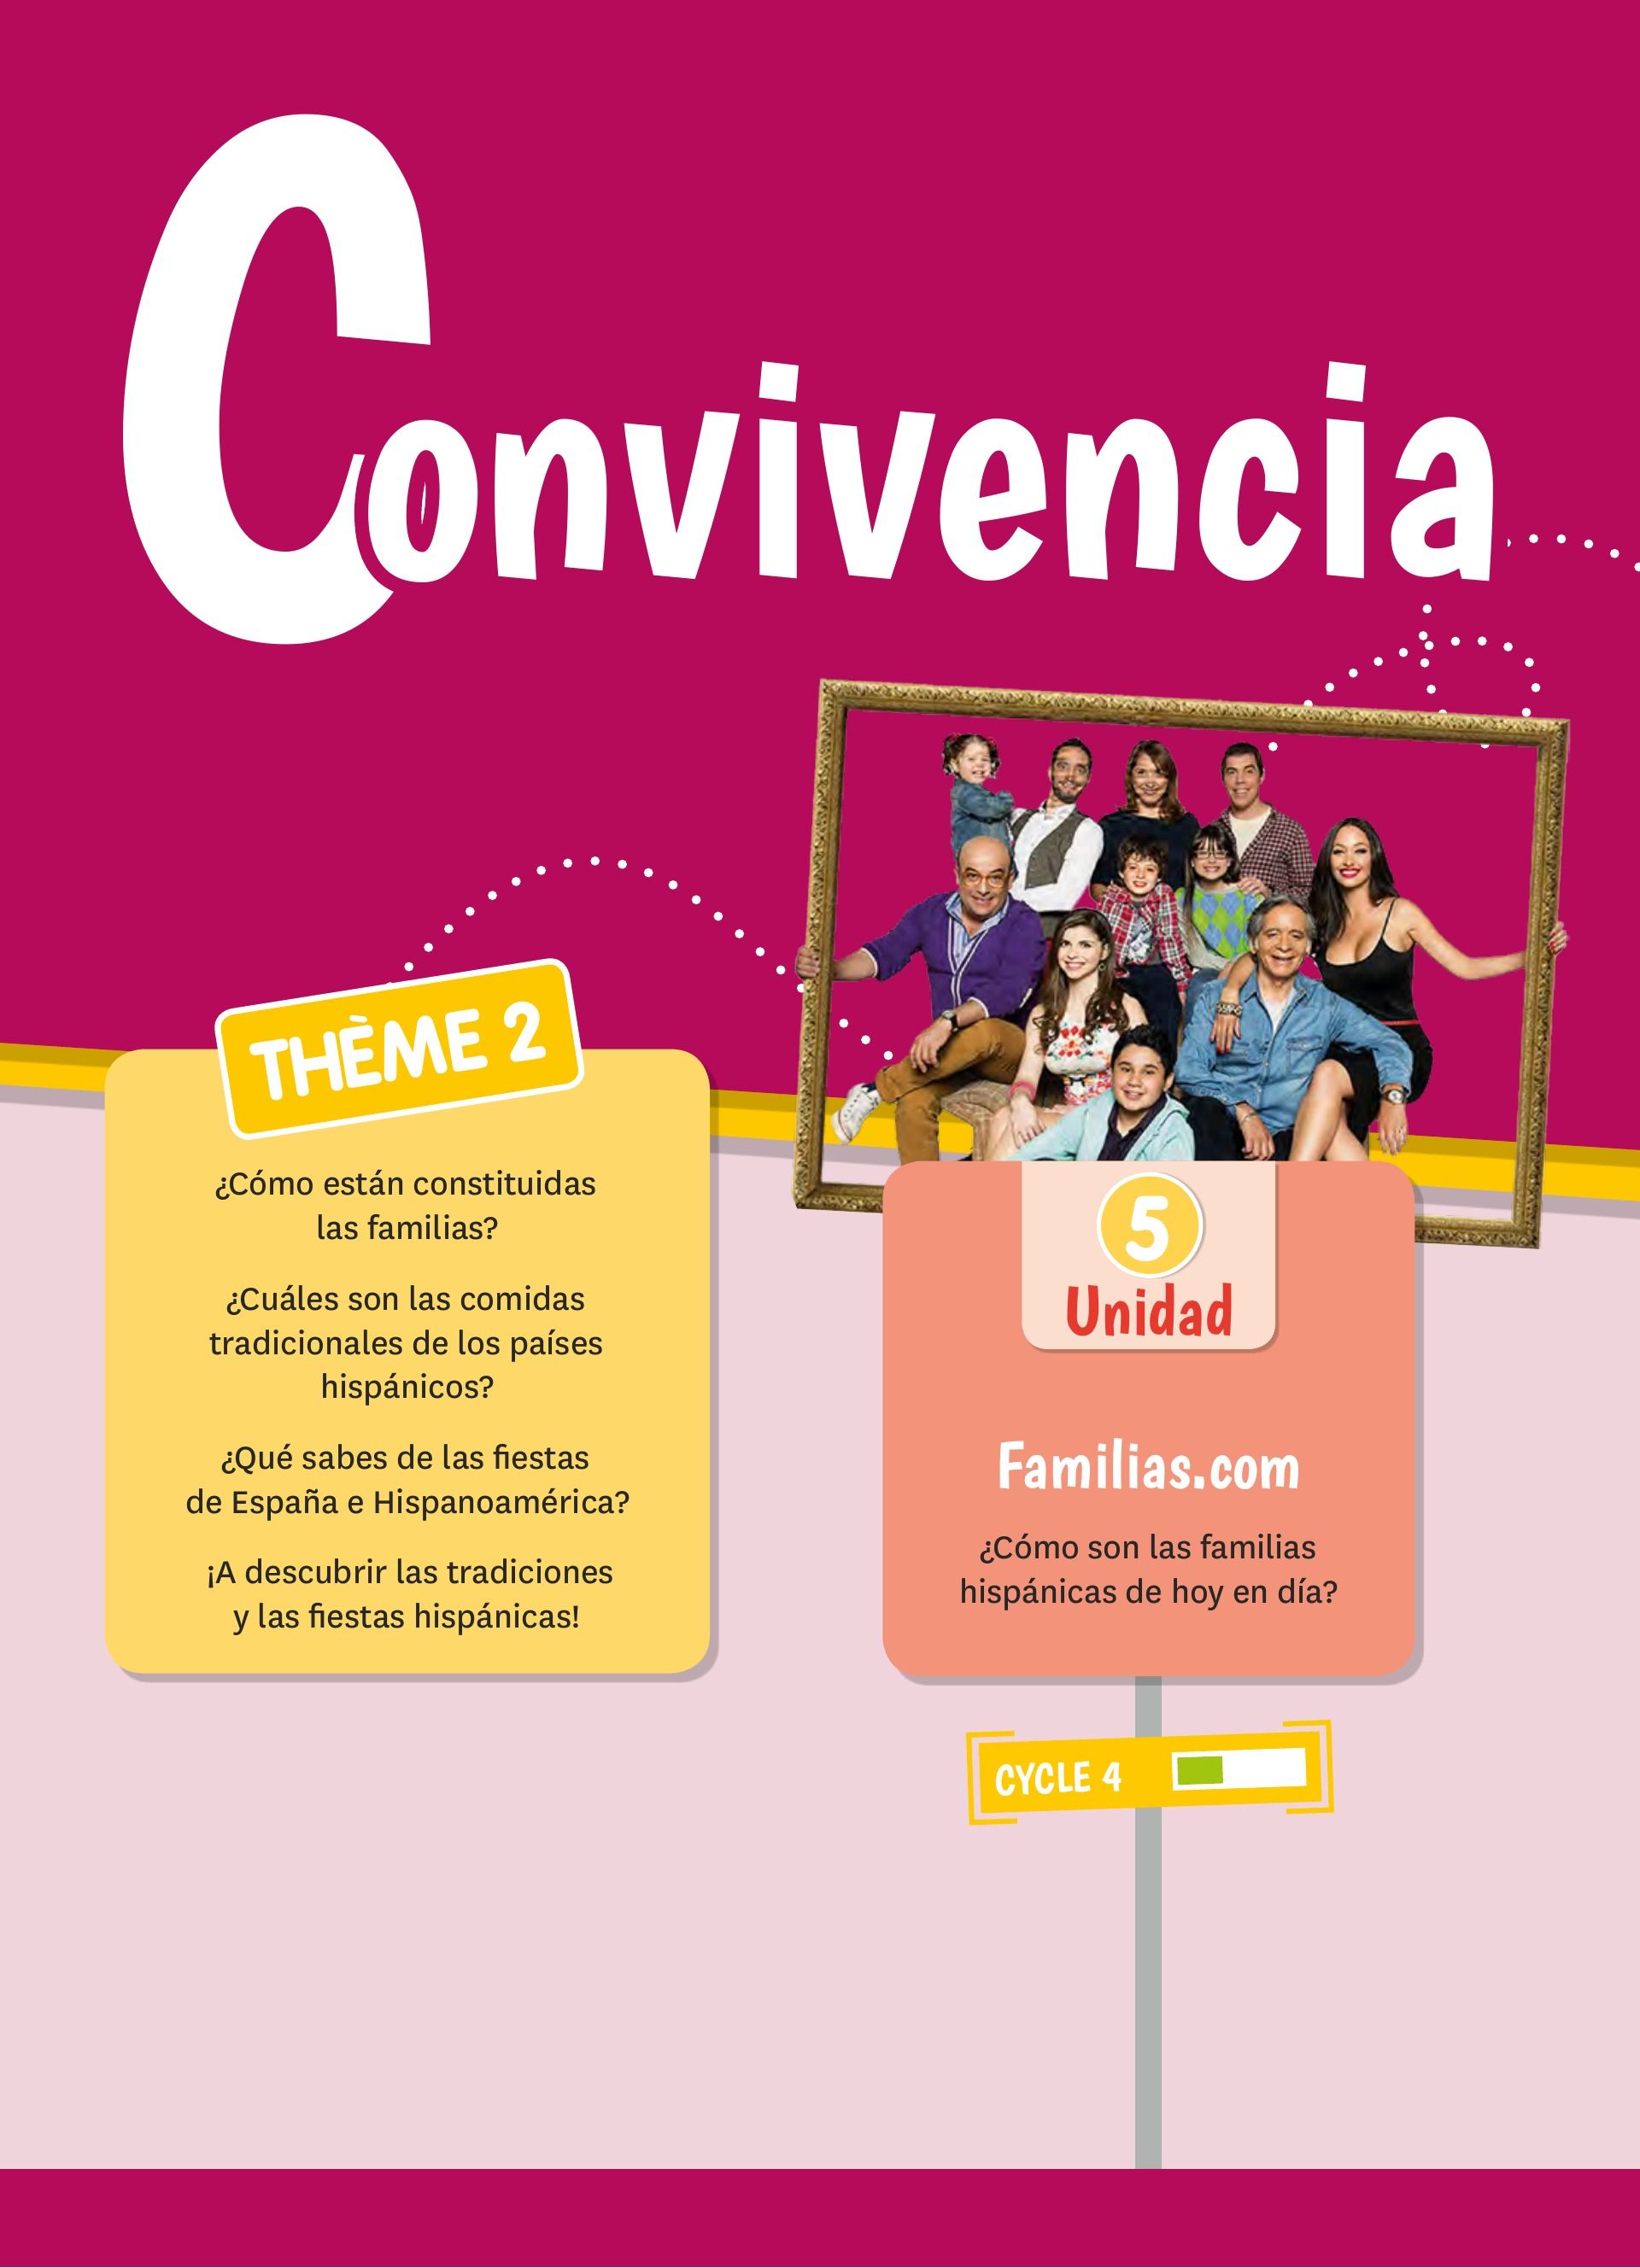 Convivencia
THÈME 2
¿Cómo están constituidas
las familias?
¿Cuáles son las comidas
tradicionales de los países
hispánicos?
¿Qué sabes de las fiestas
de España e Hispanoamérica?
¡A descubrir las tradiciones
y las fiestas hispánicas!
5
Unidad
Familias.com
¿Cómo son las familias
hispánicas de hoy en día?
CYCLE 4